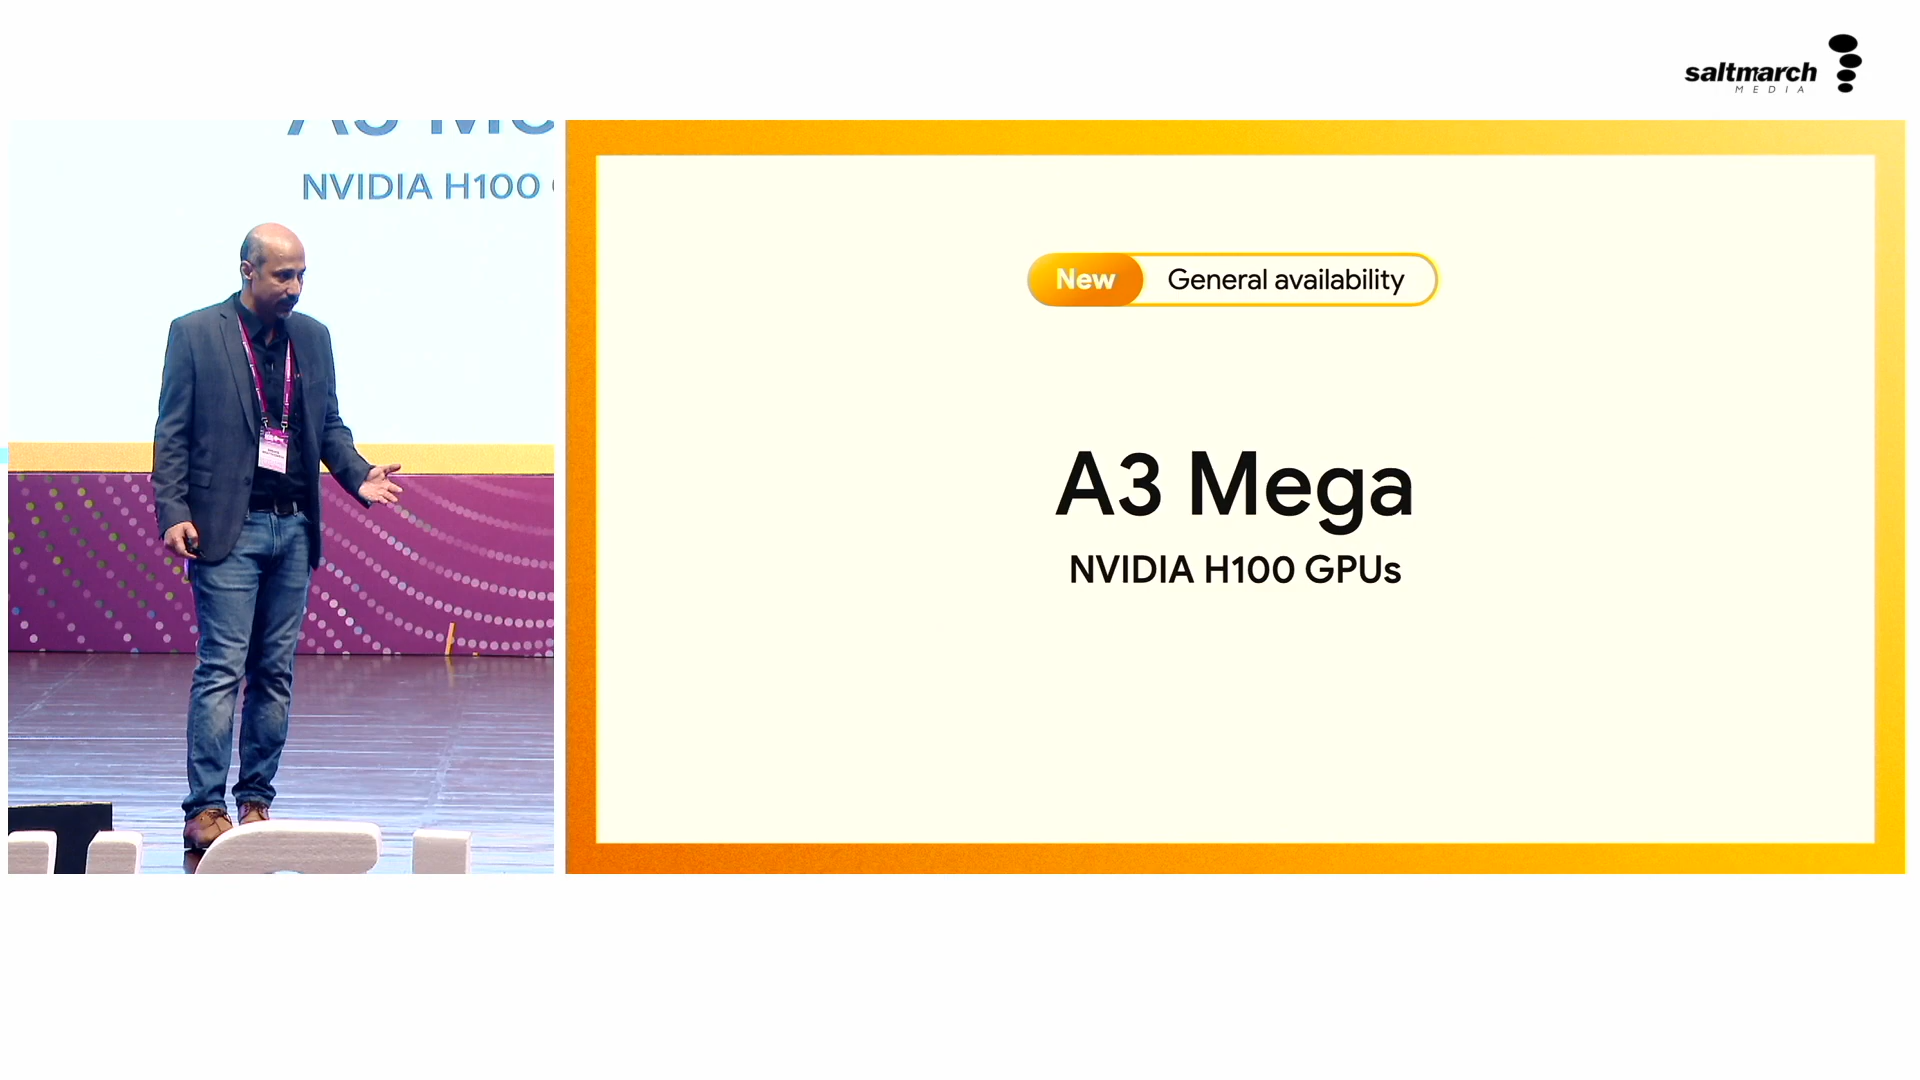 saltmarch
MEDIA
NVIDIA H100
New General availability
A3 Mega
NVIDIA H100 GPUs